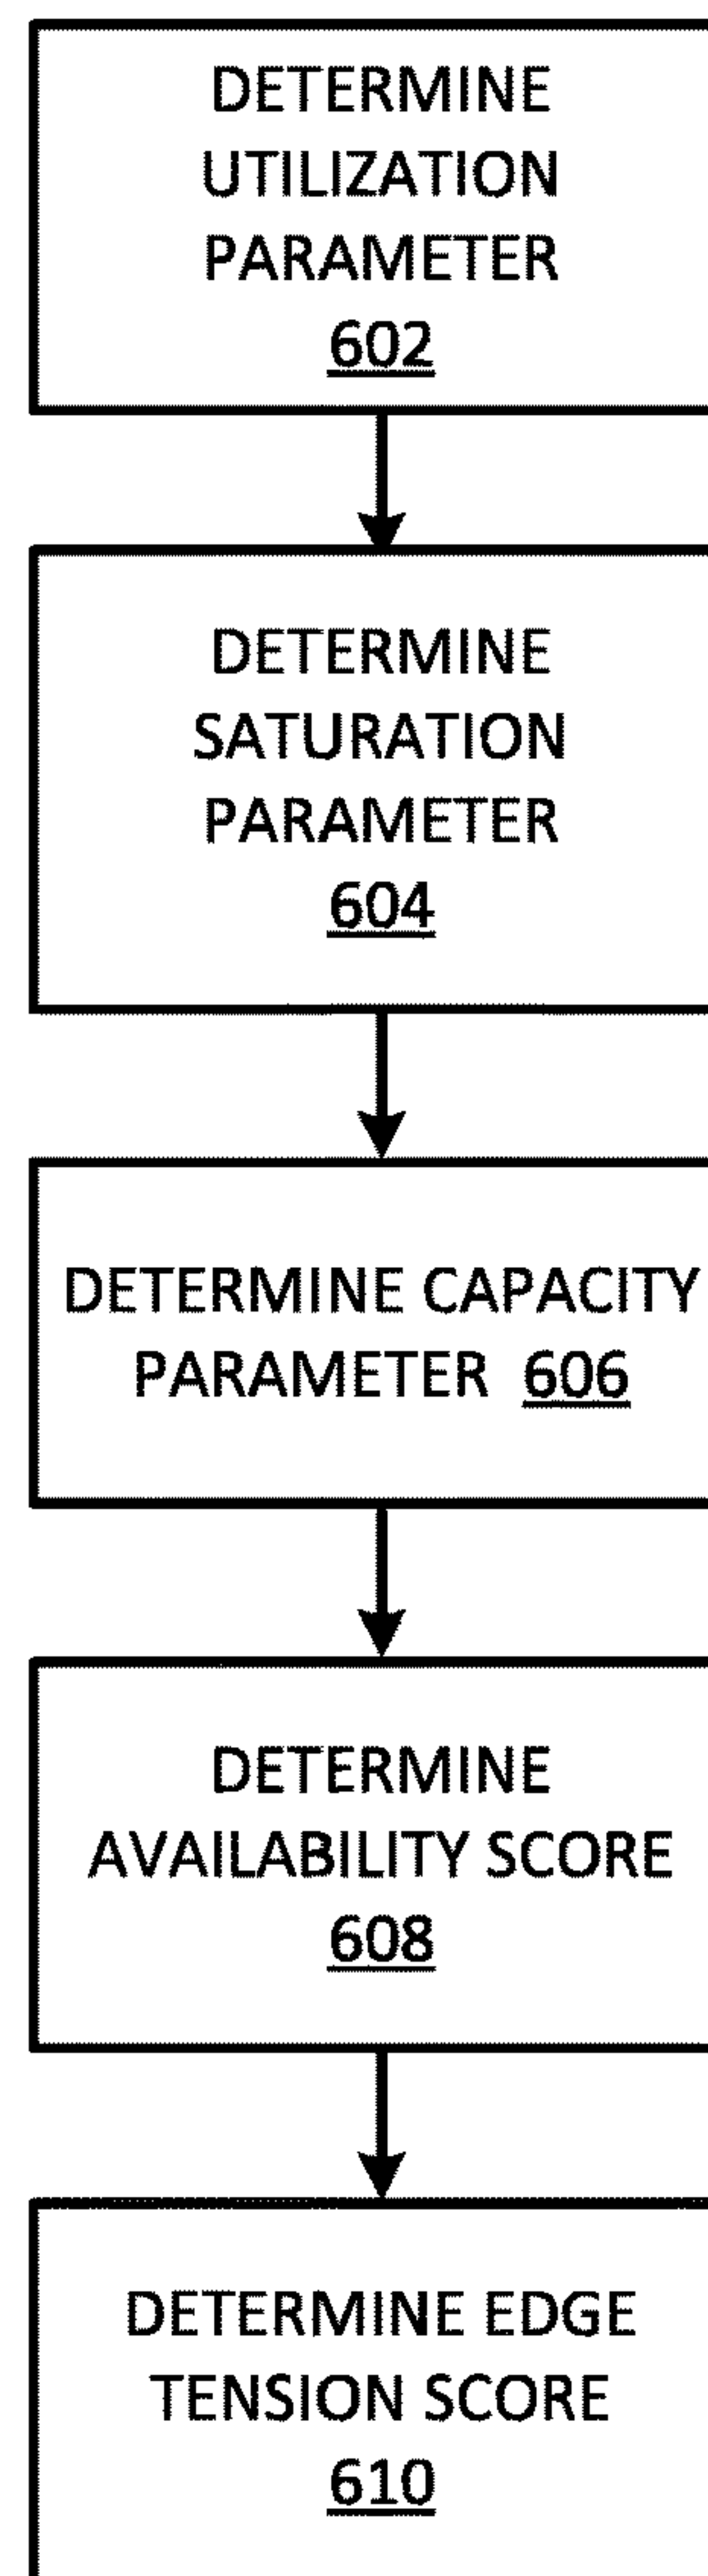 DETERMINE
UTILIZATION
PARAMETER
602
DETERMINE
SATURATION
PARAMETER
604
DETERMINE CAPACITY
PARAMETER 606
DETERMINE
AVAILABILITY SCORE
608
DETERMINE EDGE
TENSION SCORE
610